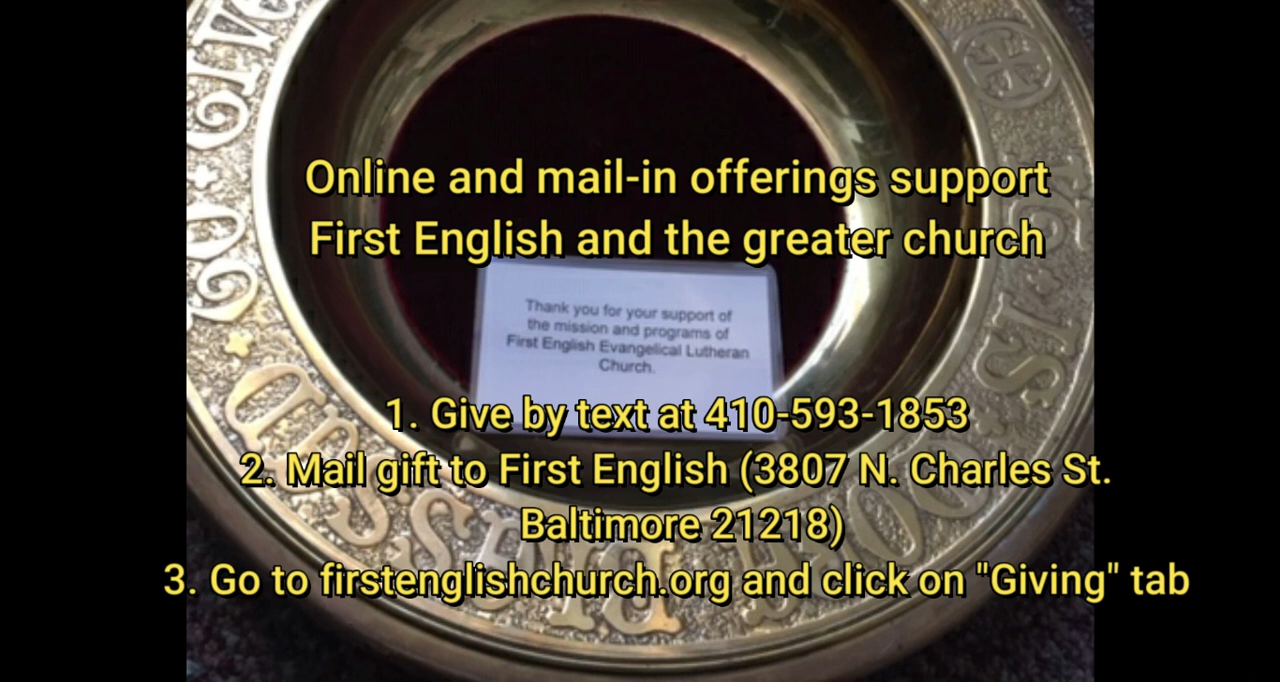 Online and mail-in offerings support
First English and the greater church
Thank you for your support of
the mission and programs of
First English Evangelical Lutheran
Church.
1. Give by text at 410-593-1853
2. Mail gift to First English (3807 N. Charles St.
Baltimore 21218)
3. Go to firstenglishchurch.org and click on "Giving" tab